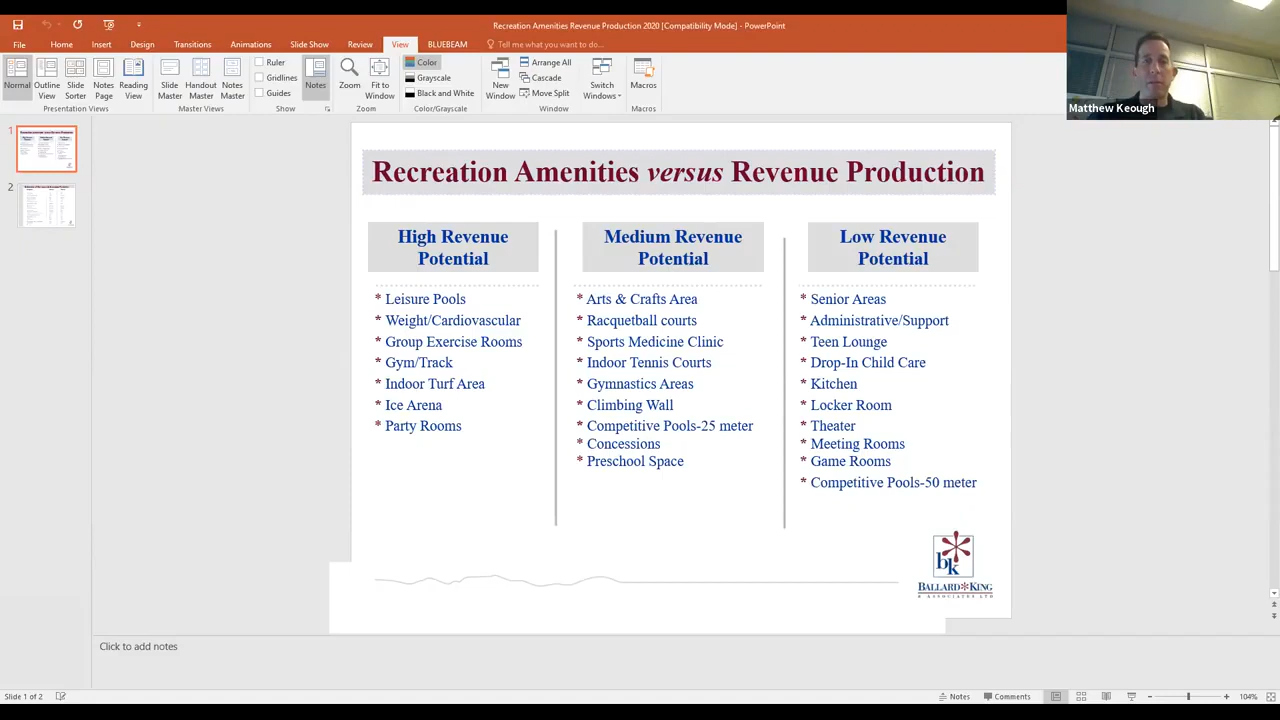 Recreation Amenities Revenue Production 2020 [Compatibility Mode] - PowerPoint
File Home Insert Design Transitions Animations Slide Show Review View BLUEBEAM Tell me what you want to do...
Normal
Outline View
Slide Sorter
Notes Page
Reading View
Presentation Views
Slide Master
Handout Master
Notes Master
Master Views
Ruler
Gridlines
Guides
Show
Notes
Zoom
Fit to Window
Zoom
Color
Grayscale
Black and White
Color/Grayscale
New Window
Arrange All
Cascade
Move Split
Window
Switch Windows
Macros
Macros
Matthew Keough
1
2
Recreation Amenities versus Revenue Production
High Revenue
Potential
* Leisure Pools
* Weight/Cardiovascular
* Group Exercise Rooms
* Gym/Track
* Indoor Turf Area
* Ice Arena
* Party Rooms
Medium Revenue
Potential
* Arts & Crafts Area
* Racquetball courts
* Sports Medicine Clinic
* Indoor Tennis Courts
* Gymnastics Areas
* Climbing Wall
* Competitive Pools-25 meter
* Concessions
* Preschool Space
Low Revenue
Potential
* Senior Areas
* Administrative/Support
* Teen Lounge
* Drop-In Child Care
* Kitchen
* Locker Room
* Theater
* Meeting Rooms
* Game Rooms
* Competitive Pools-50 meter
bk
BALLARD*KING
& ASSOCIATES LTD
Click to add notes
Slide 1 of 2
Notes Comments 104%